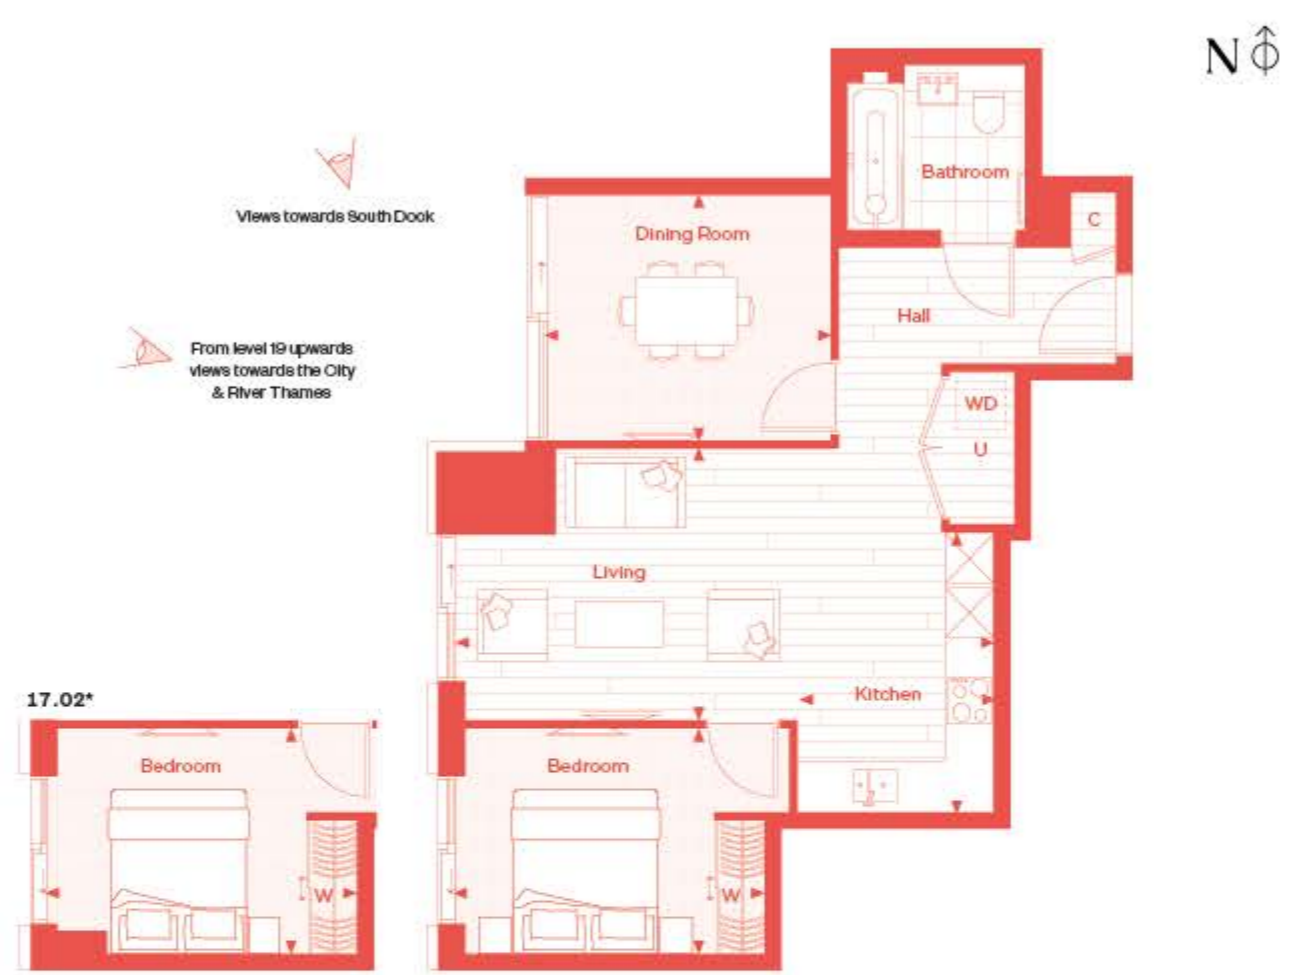 N
Bathroom
Views towards South Dock
C
Dining Room
Hall
From level 19 upwards
views towards the City
& River Thames
WD
U
Living
Kitchen
17.02*
Bedroom
Bedroom
W
W